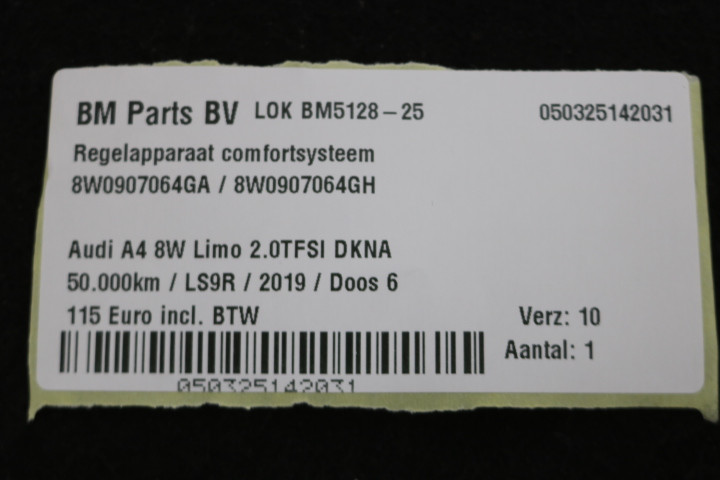 BM Parts BV LOK BM5128-25 050325142031
Regelapparaat comfortsysteem
8W0907064GA / 8W0907064GH
Audi A4 8W Limo 2.0TFSI DKNA
50.000km / LS9R / 2019 / Doos 6
115 Euro incl. BTW Verz: 10
Aantal: 1
050325142031